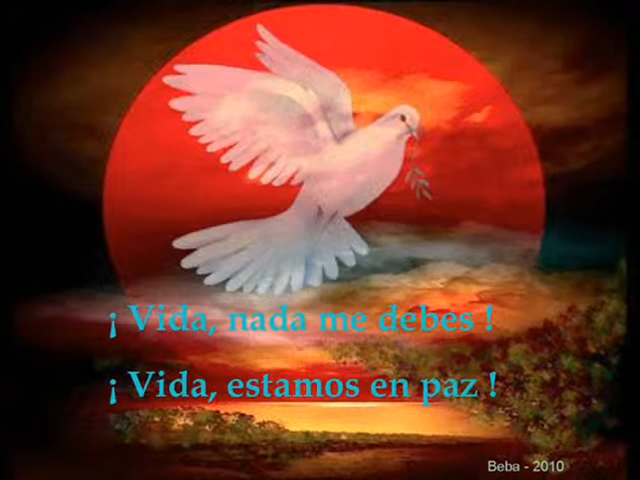 ¡ Vida, nada me debes !
¡ Vida, estamos en paz !
Beba - 2010